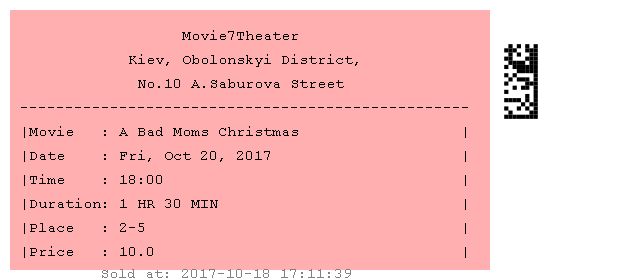 Movie7Theater
Kiev, Obolonskyi District,
No.10 A.Saburova Street
--------------------------------------------------
|Movie : A Bad Moms Christmas |
|Date : Fri, Oct 20, 2017 |
|Time : 18:00 |
|Duration: 1 HR 30 MIN |
|Place : 2-5 |
|Price : 10.0 |
Sold at: 2017-10-18 17:11:39